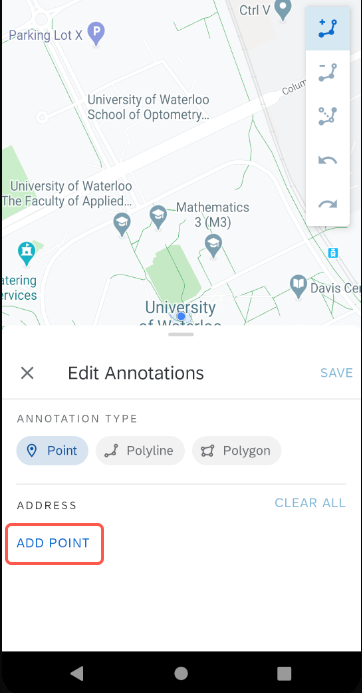 Ctrl V
Parking Lot X
Colum
University of Waterloo
School of Optometry...
University of Waterloo
The Faculty of Applied...
Mathematics
3 (M3)
atering
ervices
Davis Cen
University
of Waterloo
Edit Annotations
SAVE
ANNOTATION TYPE
Point
Polyline
Polygon
ADDRESS
CLEAR ALL
ADD POINT